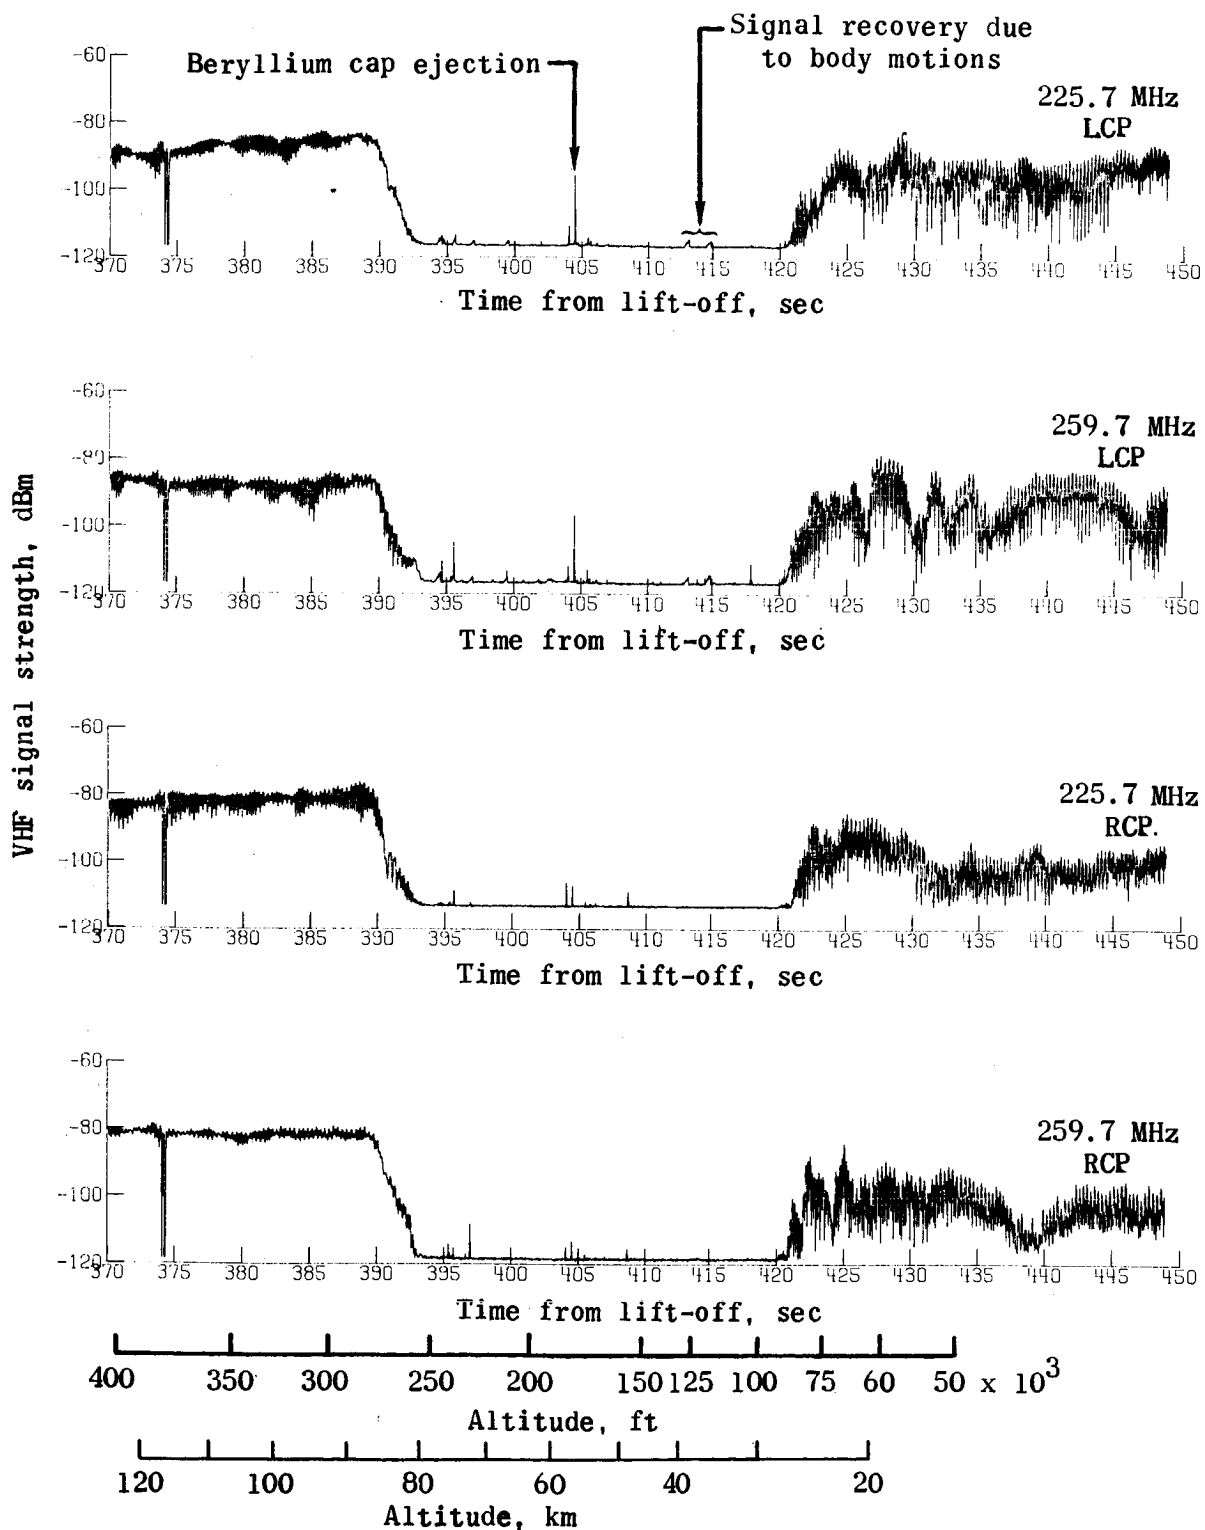 Signal recovery due
to body motions
Beryllium cap ejection
225.7 MHz
LCP
-60
-80
-100
-120
370 375 380 385 390 395 400 405 410 415 420 425 430 435 440 445 450
Time from lift-off, sec
259.7 MHz
LCP
-60
-80
-100
-120
370 375 380 385 390 395 400 405 410 415 420 425 430 435 440 445 450
Time from lift-off, sec
VHF signal strength, dBm
225.7 MHz
RCP.
-60
-80
-100
-120
370 375 380 385 390 395 400 405 410 415 420 425 430 435 440 445 450
Time from lift-off, sec
259.7 MHz
RCP
-60
-80
-100
-120
370 375 380 385 390 395 400 405 410 415 420 425 430 435 440 445 450
Time from lift-off, sec
400 350 300 250 200 150 125 100 75 60 50 x 10³
Altitude, ft
120 100 80 60 40 20
Altitude, km